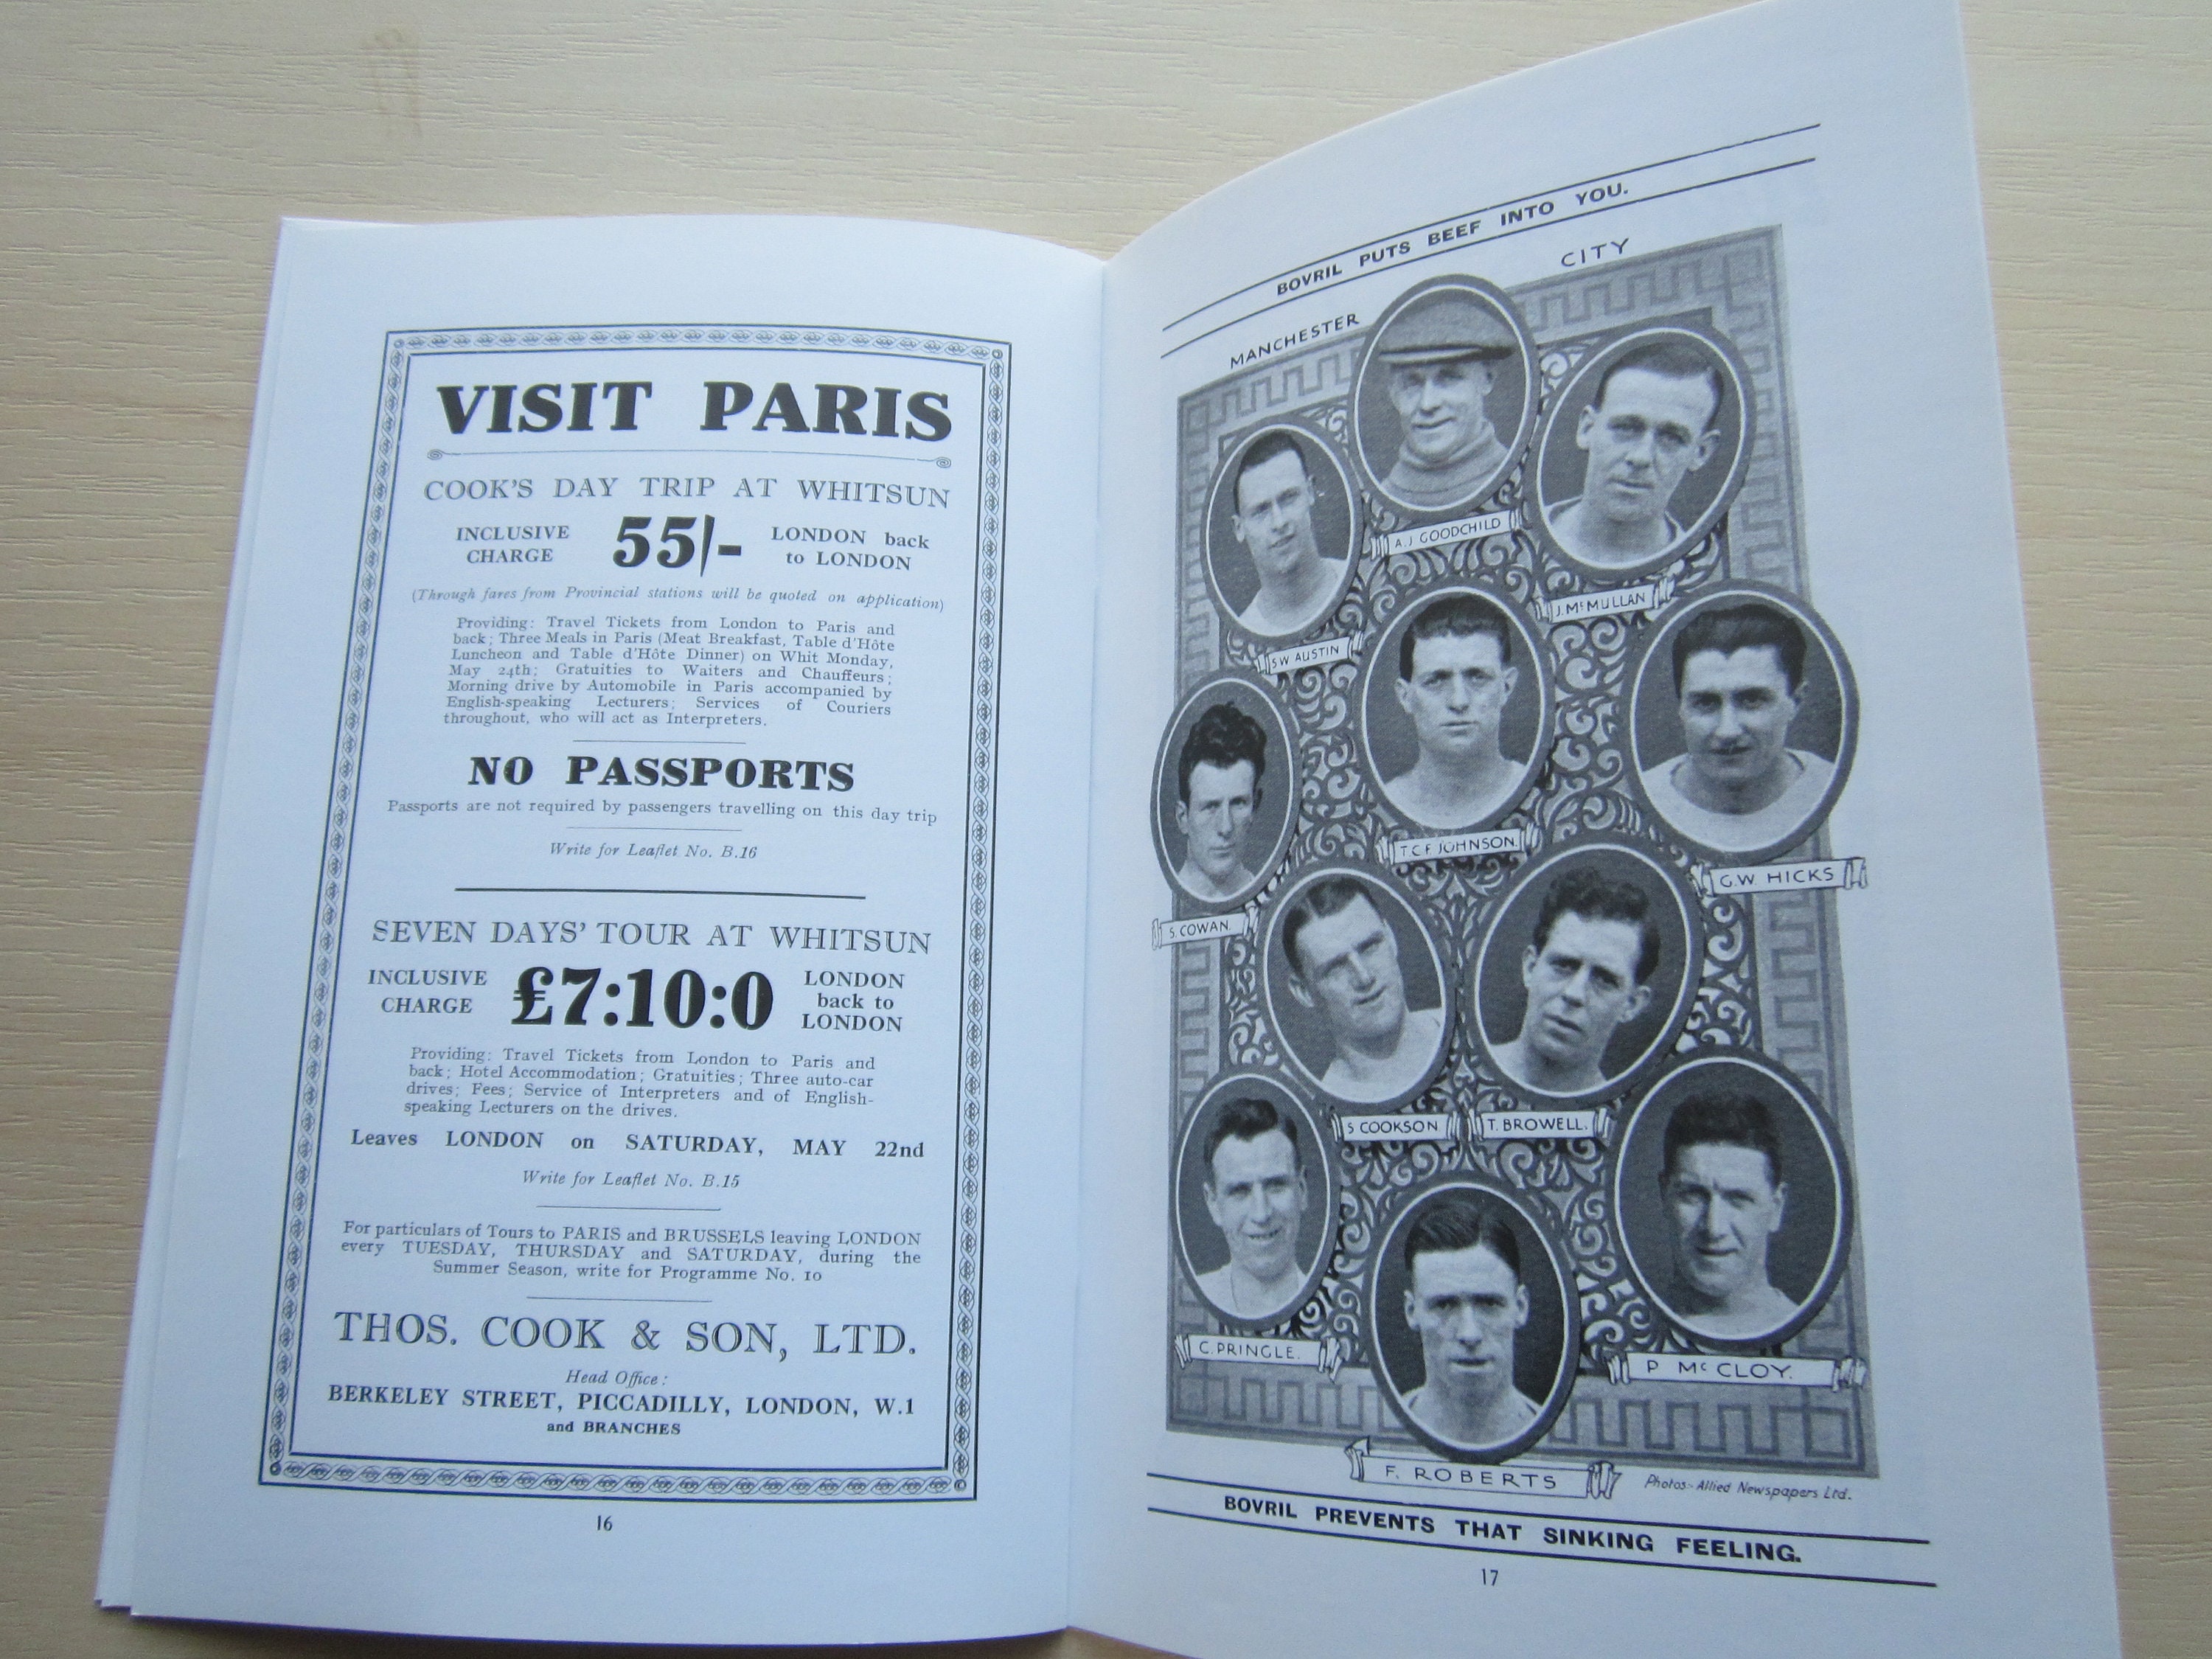 VISIT PARIS
COOK'S DAY TRIP AT WHITSUN
INCLUSIVE CHARGE 55/- LONDON back to LONDON
(Through fares from Provincial stations will be quoted on application)
Providing: Travel Tickets from London to Paris and
back; Three Meals in Paris (Meat Breakfast, Table d'Hôte
Luncheon and Table d'Hôte Dinner) on Whit Monday,
May 24th; Gratuities to Waiters and Chauffeurs;
Morning drive by Automobile in Paris accompanied by
English-speaking Lecturers; Services of Couriers
throughout, who will act as Interpreters.
NO PASSPORTS
Passports are not required by passengers travelling on this day trip
Write for Leaflet No. B.16
SEVEN DAYS' TOUR AT WHITSUN
INCLUSIVE CHARGE £7:10:0 LONDON back to LONDON
Providing: Travel Tickets from London to Paris and
back; Hotel Accommodation; Gratuities; Three auto-car
drives; Fees; Service of Interpreters and of English-
speaking Lecturers on the drives.
Leaves LONDON on SATURDAY, MAY 22nd
Write for Leaflet No. B.15
For particulars of Tours to PARIS and BRUSSELS leaving LONDON
every TUESDAY, THURSDAY and SATURDAY, during the
Summer Season, write for Programme No. 10
THOS. COOK & SON, LTD.
Head Office:
BERKELEY STREET, PICCADILLY, LONDON, W.1
and BRANCHES
16
BOVRIL PUTS BEEF INTO YOU.
MANCHESTER CITY
A.J GOODCHILD
J. McMULLAN
S W AUSTIN
T.C.F. JOHNSON.
G.W. HICKS
S. COWAN.
S COOKSON
T. BROWELL.
C. PRINGLE.
P McCLOY.
F. ROBERTS
Photos-Allied Newspapers Ltd.
BOVRIL PREVENTS THAT SINKING FEELING.
17